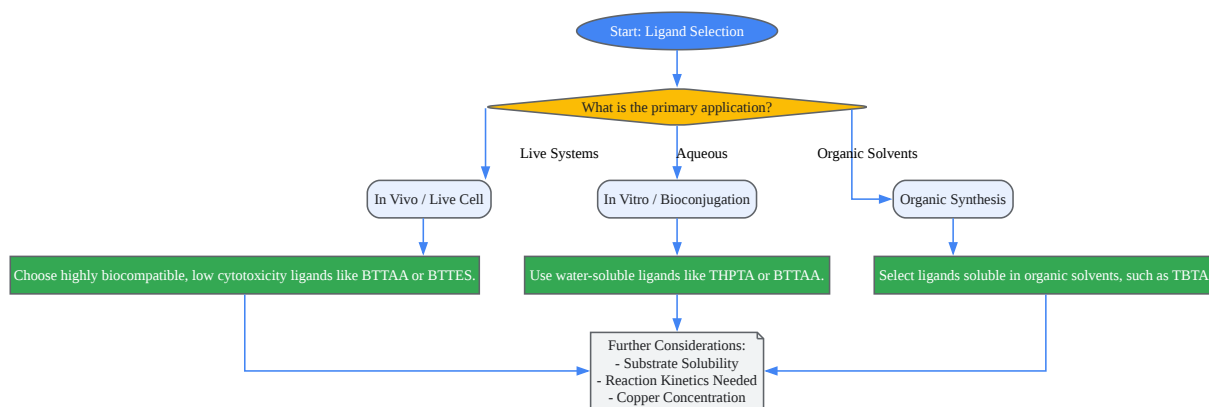 Start: Ligand Selection
What is the primary application?
Live Systems
Aqueous
Organic Solvents
In Vivo / Live Cell
In Vitro / Bioconjugation
Organic Synthesis
Choose highly biocompatible, low cytotoxicity ligands like BTTAA or BTTES.
Use water-soluble ligands like THPTA or BTTAA.
Select ligands soluble in organic solvents, such as TBTA
Further Considerations:
- Substrate Solubility
- Reaction Kinetics Needed
- Copper Concentration